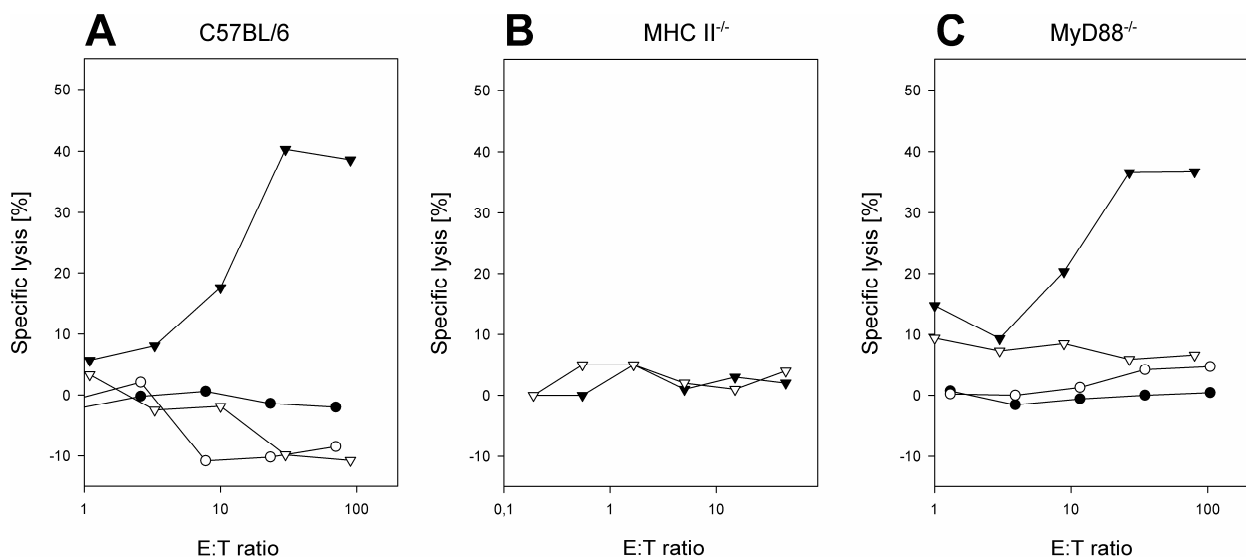 A C57BL/6
B MHC II-/-
C MyD88-/-
Specific lysis [%]
50
40
30
20
10
0
-10
1 10 100
E:T ratio
Specific lysis [%]
50
40
30
20
10
0
-10
0,1 1 10
E:T ratio
Specific lysis [%]
50
40
30
20
10
0
-10
1 10 100
E:T ratio